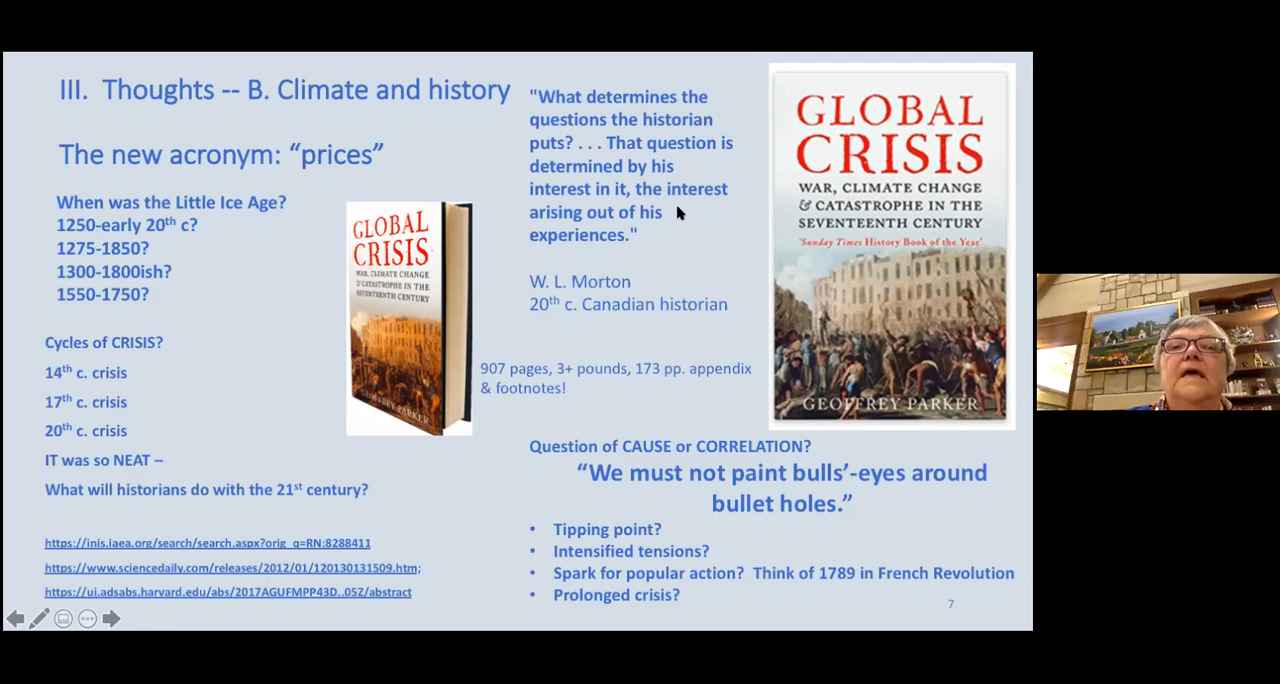 III. Thoughts -- B. Climate and history
The new acronym: “prices”
When was the Little Ice Age?
1250-early 20th c?
1275-1850?
1300-1800ish?
1550-1750?
Cycles of CRISIS?
14th c. crisis
17th c. crisis
20th c. crisis
IT was so NEAT –
What will historians do with the 21st century?
https://inis.iaea.org/search/search.aspx?orig_q=RN:8288411
https://www.sciencedaily.com/releases/2012/01/120130131509.htm;
https://ui.adsabs.harvard.edu/abs/2017AGUFMPP43D..05Z/abstract
GLOBAL
CRISIS
WAR, CLIMATE CHANGE
& CATASTROPHE IN THE
SEVENTEENTH CENTURY
GEOFFREY PARKER
"What determines the
questions the historian
puts? . . . That question is
determined by his
interest in it, the interest
arising out of his
experiences."
W. L. Morton
20th c. Canadian historian
907 pages, 3+ pounds, 173 pp. appendix
& footnotes!
GLOBAL
CRISIS
WAR, CLIMATE CHANGE
& CATASTROPHE IN THE
SEVENTEENTH CENTURY
'Sunday Times History Book of the Year'
GEOFFREY PARKER
Question of CAUSE or CORRELATION?
“We must not paint bulls’-eyes around
bullet holes.”
• Tipping point?
• Intensified tensions?
• Spark for popular action? Think of 1789 in French Revolution
• Prolonged crisis?
7